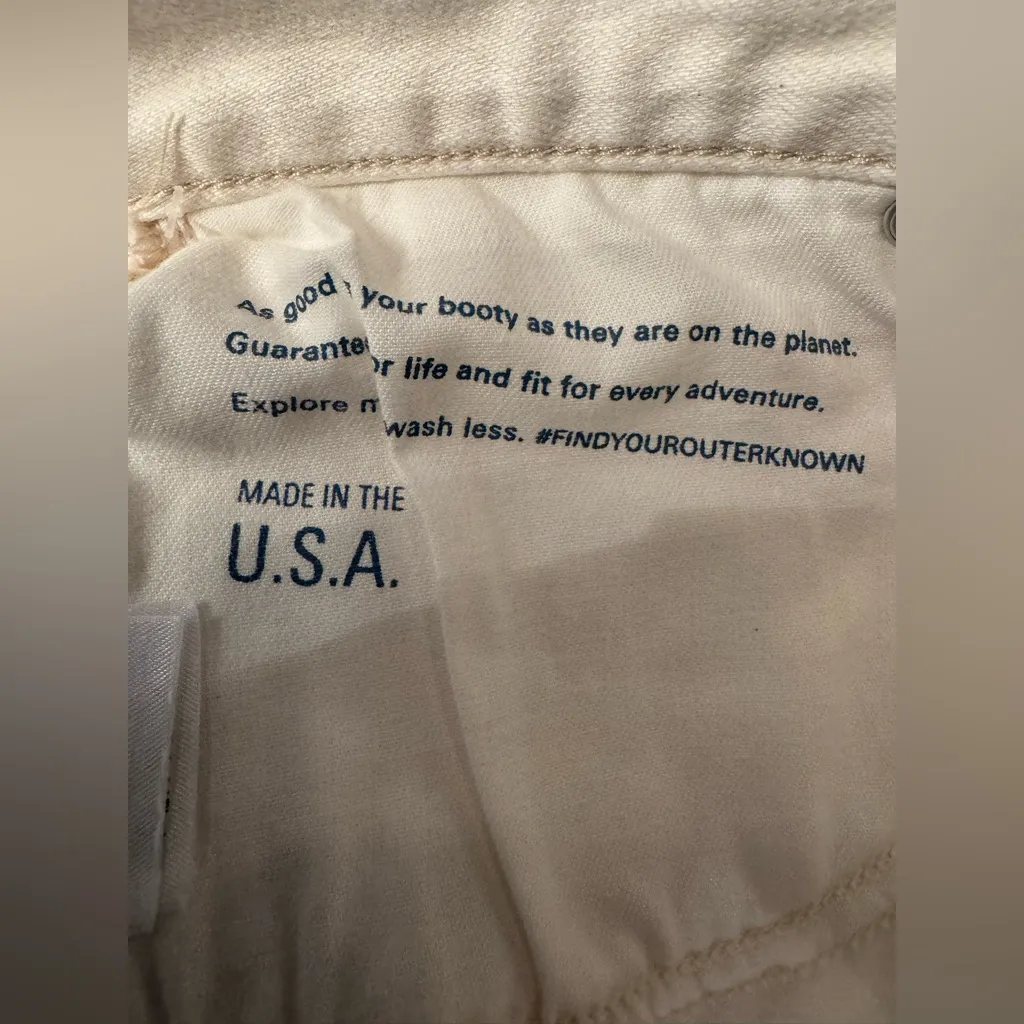 As good your booty as they are on the planet.
Guarante or life and fit for every adventure.
Explore wash less. #FINDYOUROUTERKNOWN
MADE IN THE
U.S.A.